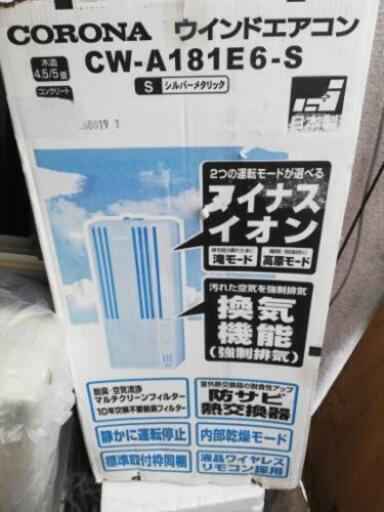 CORONA ウインドエアコン
木造
4.5/5畳
コンクリート
CW-A181E6-S
S シルバーメタリック
日本製
2つの運転モードが選べる
マイナス
イオン
滝モード
高原モード
汚れた空気を強制排気
換気
機能
(強制排気)
脱臭・空気清浄
マルチクリーンフィルター
10年交換不要脱臭フィルター
室外熱交換器の耐食性アップ
防サビ
熱交換器
静かに運転停止
内部乾燥モード
標準取付枠同梱
液晶ワイヤレス
リモコン採用